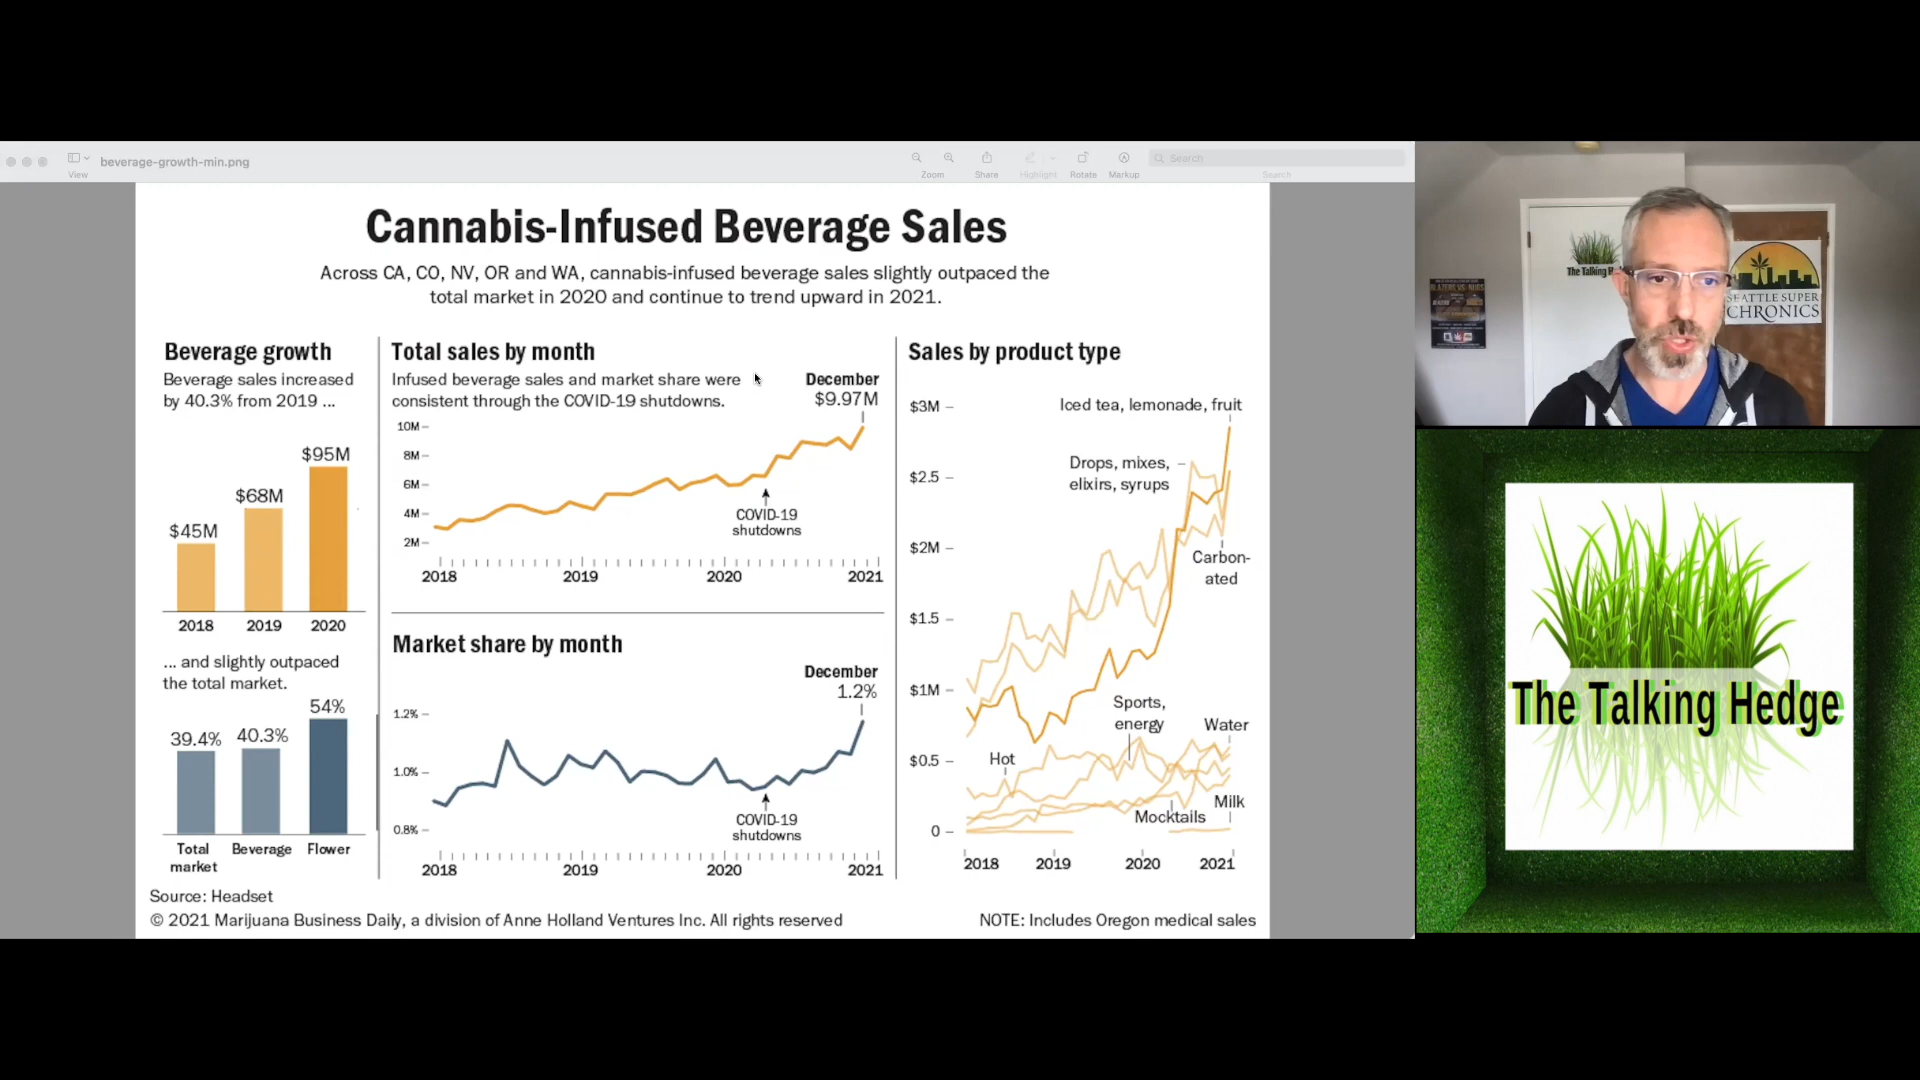 beverage-growth-min.png
View
Zoom
Share
Highlight
Rotate
Markup
Search
Search
Cannabis-Infused Beverage Sales
Across CA, CO, NV, OR and WA, cannabis-infused beverage sales slightly outpaced the
total market in 2020 and continue to trend upward in 2021.
Beverage growth
Beverage sales increased
by 40.3% from 2019 ...
$45M
$68M
$95M
2018
2019
2020
... and slightly outpaced
the total market.
39.4%
40.3%
54%
Total
market
Beverage
Flower
Total sales by month
Infused beverage sales and market share were
consistent through the COVID-19 shutdowns.
December
$9.97M
10M
8M
6M
4M
2M
COVID-19
shutdowns
2018
2019
2020
2021
Market share by month
December
1.2%
1.2%
1.0%
0.8%
COVID-19
shutdowns
2018
2019
2020
2021
Sales by product type
$3M
$2.5
$2M
$1.5
$1M
$0.5
0
Iced tea, lemonade, fruit
Drops, mixes,
elixirs, syrups
Carbon-
ated
Sports,
energy
Water
Hot
Milk
Mocktails
2018
2019
2020
2021
Source: Headset
© 2021 Marijuana Business Daily, a division of Anne Holland Ventures Inc. All rights reserved
NOTE: Includes Oregon medical sales
The Talking
SEATTLE SUPER
CHRONICS
The Talking Hedge